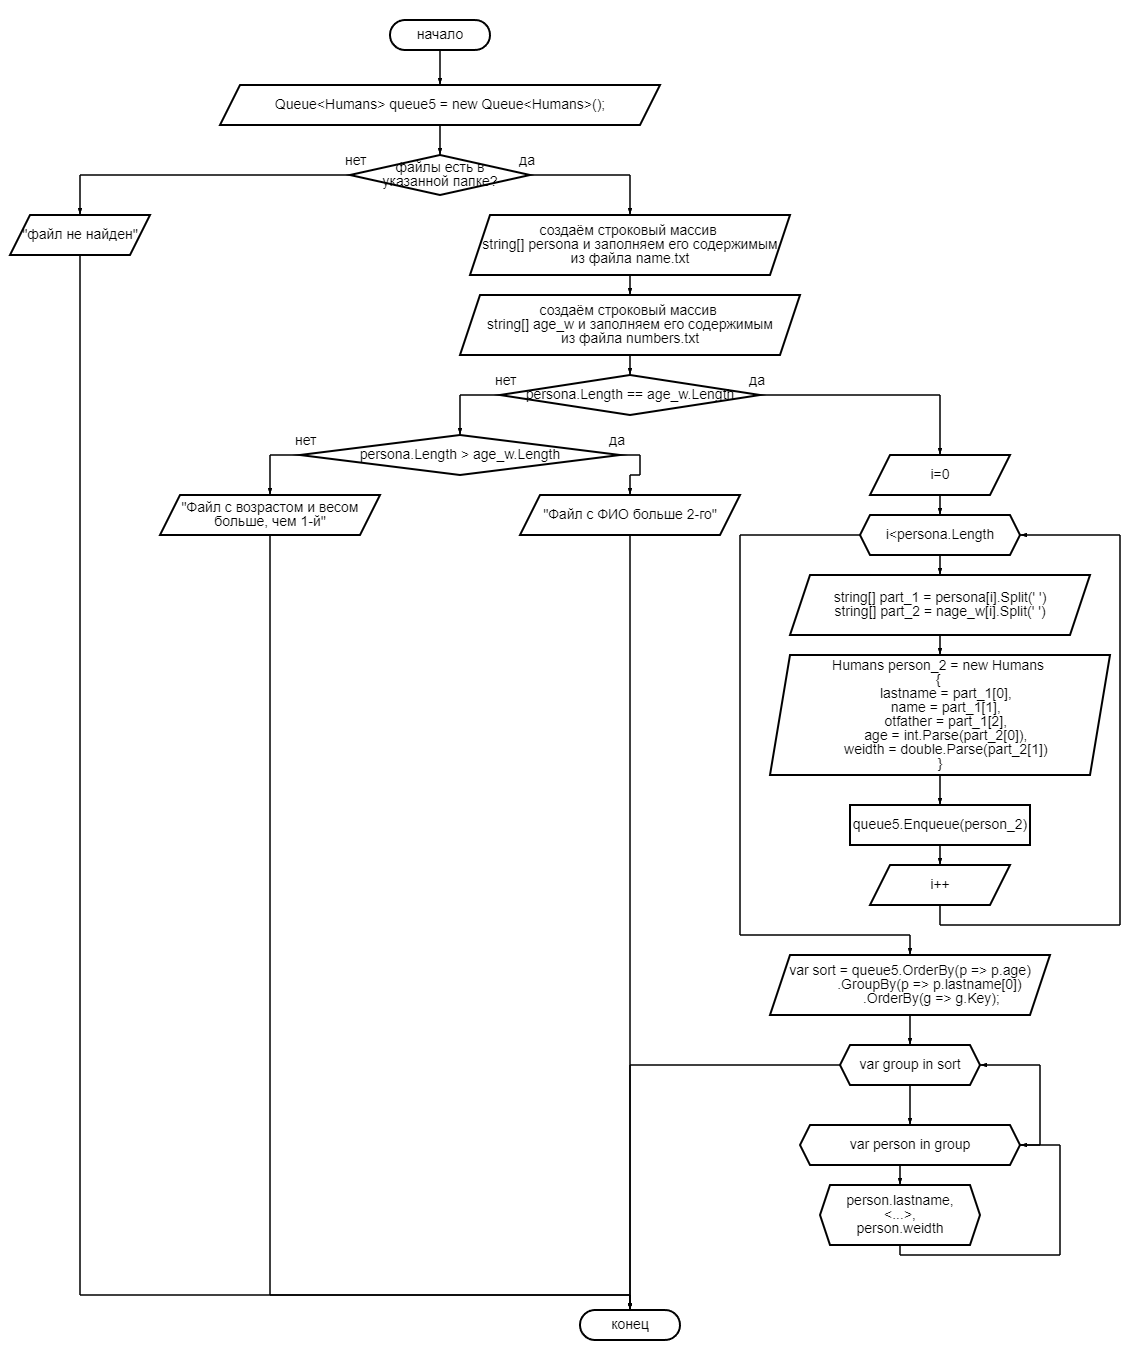 начало
Queue<Humans> queue5 = new Queue<Humans>();
нет
да
файлы есть в
указанной папке?
"файл не найден"
создаём строковый массив
string[] persona и заполняем его содержимым
из файла name.txt
создаём строковый массив
string[] age_w и заполняем его содержимым
из файла numbers.txt
нет
да
persona.Length == age_w.Length
нет
да
persona.Length > age_w.Length
"Файл с возрастом и весом
больше, чем 1-й"
"Файл с ФИО больше 2-го"
i=0
i<persona.Length
string[] part_1 = persona[i].Split(' ')
string[] part_2 = nage_w[i].Split(' ')
Humans person_2 = new Humans
{
lastname = part_1[0],
name = part_1[1],
otfather = part_1[2],
age = int.Parse(part_2[0]),
weidth = double.Parse(part_2[1])
}
queue5.Enqueue(person_2)
i++
var sort = queue5.OrderBy(p => p.age)
.GroupBy(p => p.lastname[0])
.OrderBy(g => g.Key);
var group in sort
var person in group
person.lastname,
<...>,
person.weidth
конец